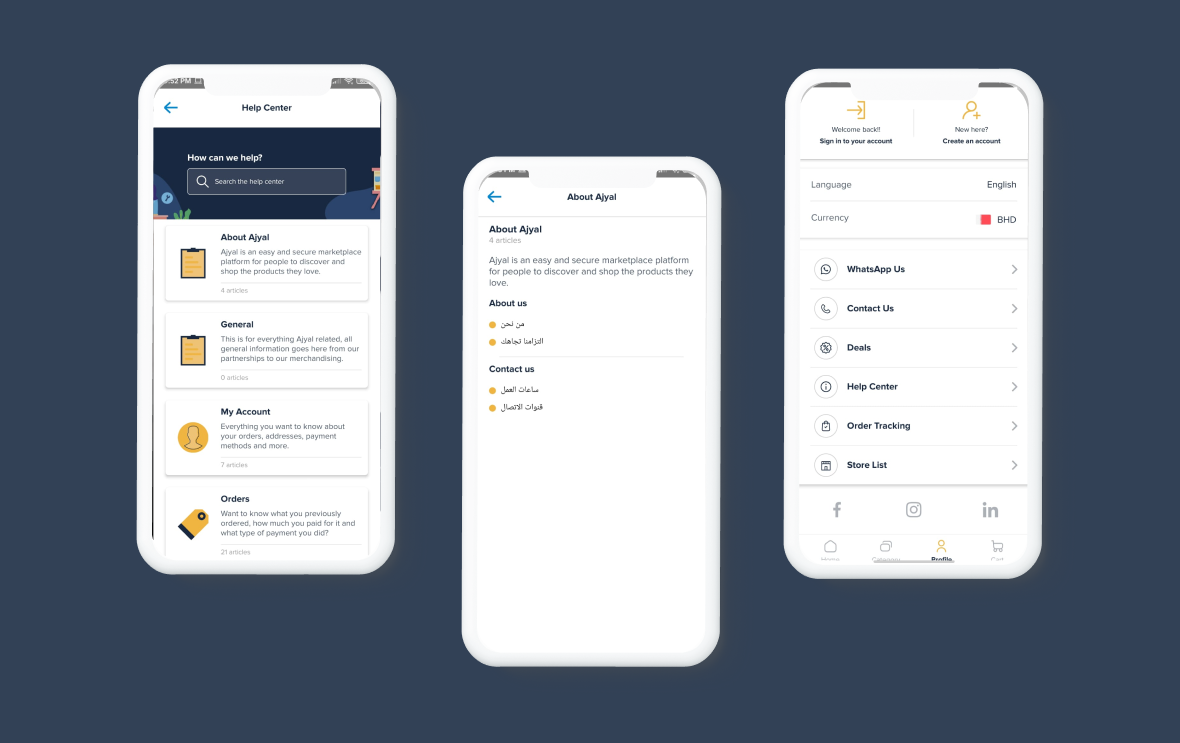 52 PM
Help Center
How can we help?
Search the help center
About Ajyal
Ajyal is an easy and secure marketplace
platform for people to discover and
shop the products they love.
4 articles
General
This is for everything Ajyal related, all
general information goes here from our
partnerships to our merchandising.
0 articles
My Account
Everything you want to know about
your orders, addresses, payment
methods and more.
7 articles
Orders
Want to know what you previously
ordered, how much you paid for it and
what type of payment you did?
21 articles
About Ajyal
About Ajyal
4 articles
Ajyal is an easy and secure marketplace platform
for people to discover and shop the products they
love.
About us
من نحن
التزامنا تجاهك
Contact us
ساعات العمل
قنوات الاتصال
Welcome back!!
Sign in to your account
New here?
Create an account
Language
English
Currency
BHD
WhatsApp Us
Contact Us
Deals
Help Center
Order Tracking
Store List
Profile